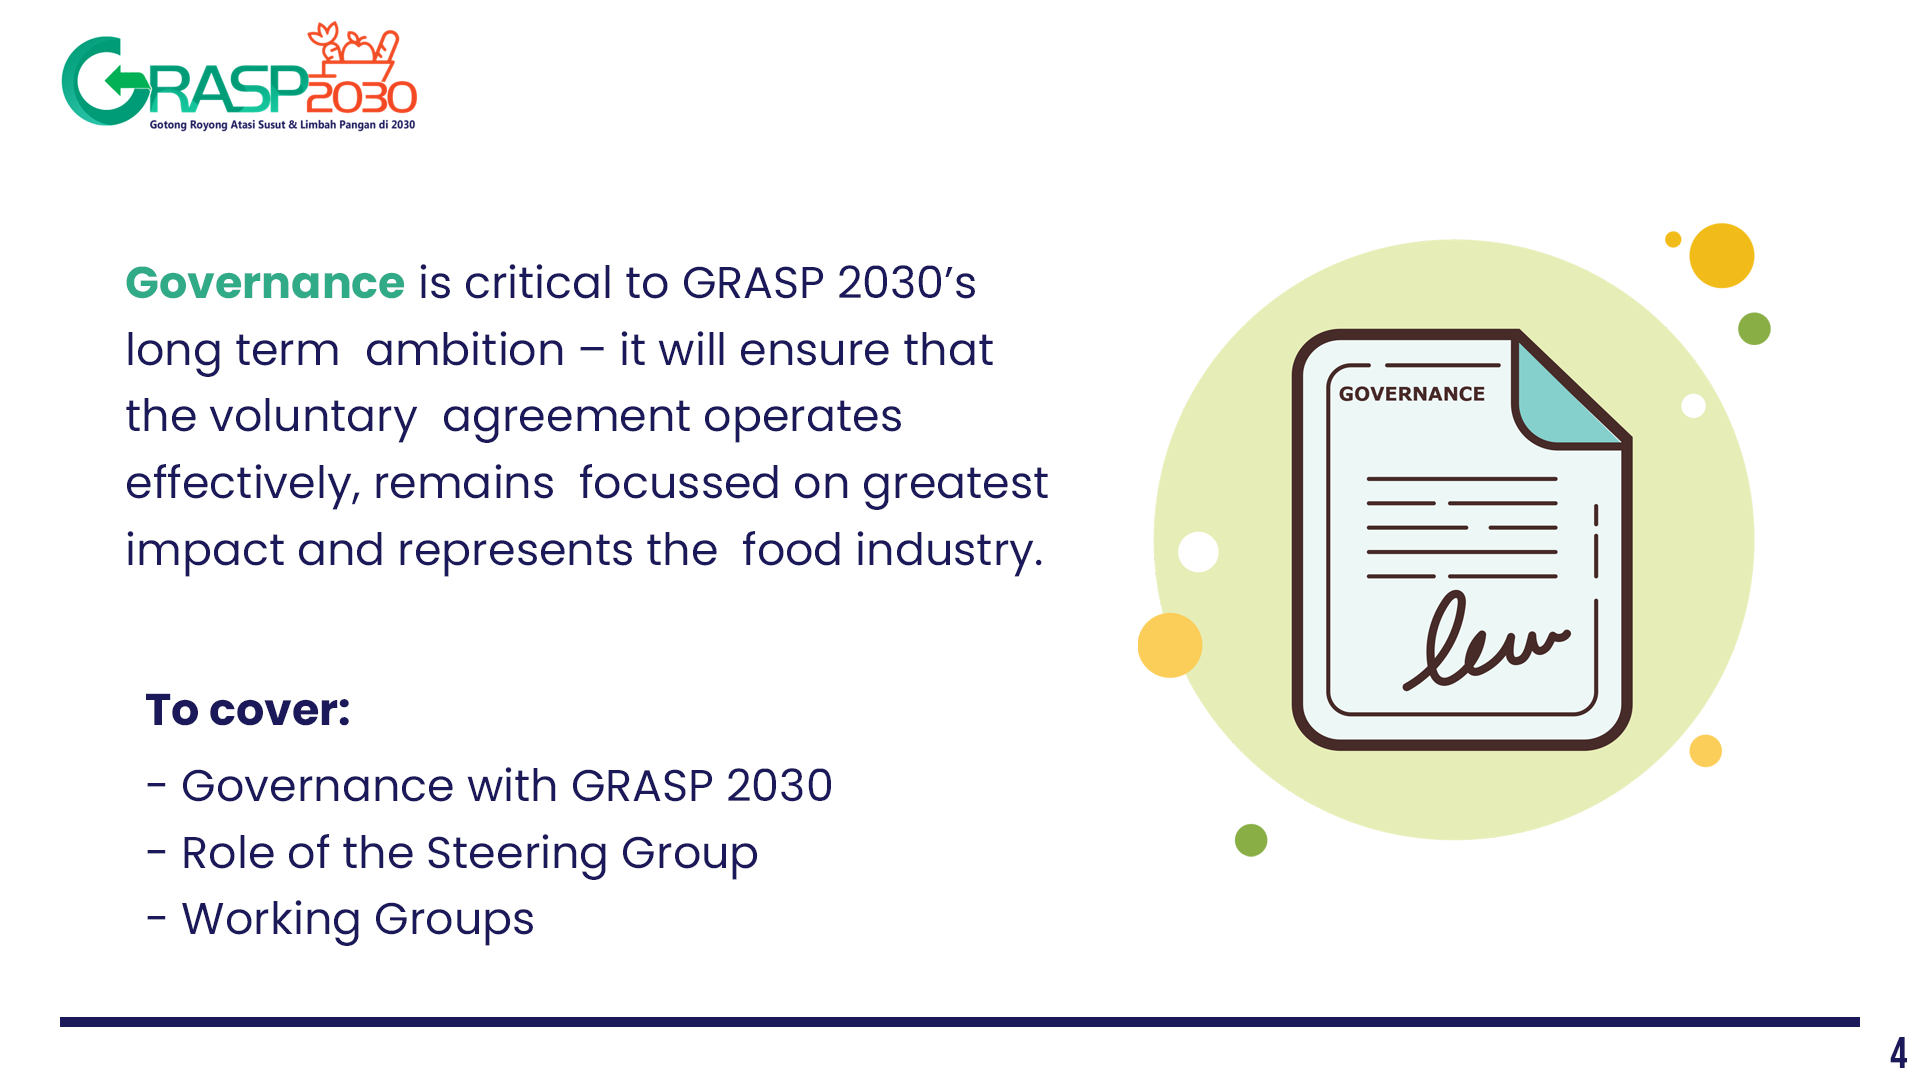 GRASP 2030
Gotong Royong Atasi Susut & Limbah Pangan di 2030
Governance is critical to GRASP 2030’s
long term ambition – it will ensure that
the voluntary agreement operates
effectively, remains focussed on greatest
impact and represents the food industry.
To cover:
- Governance with GRASP 2030
- Role of the Steering Group
- Working Groups
GOVERNANCE
4